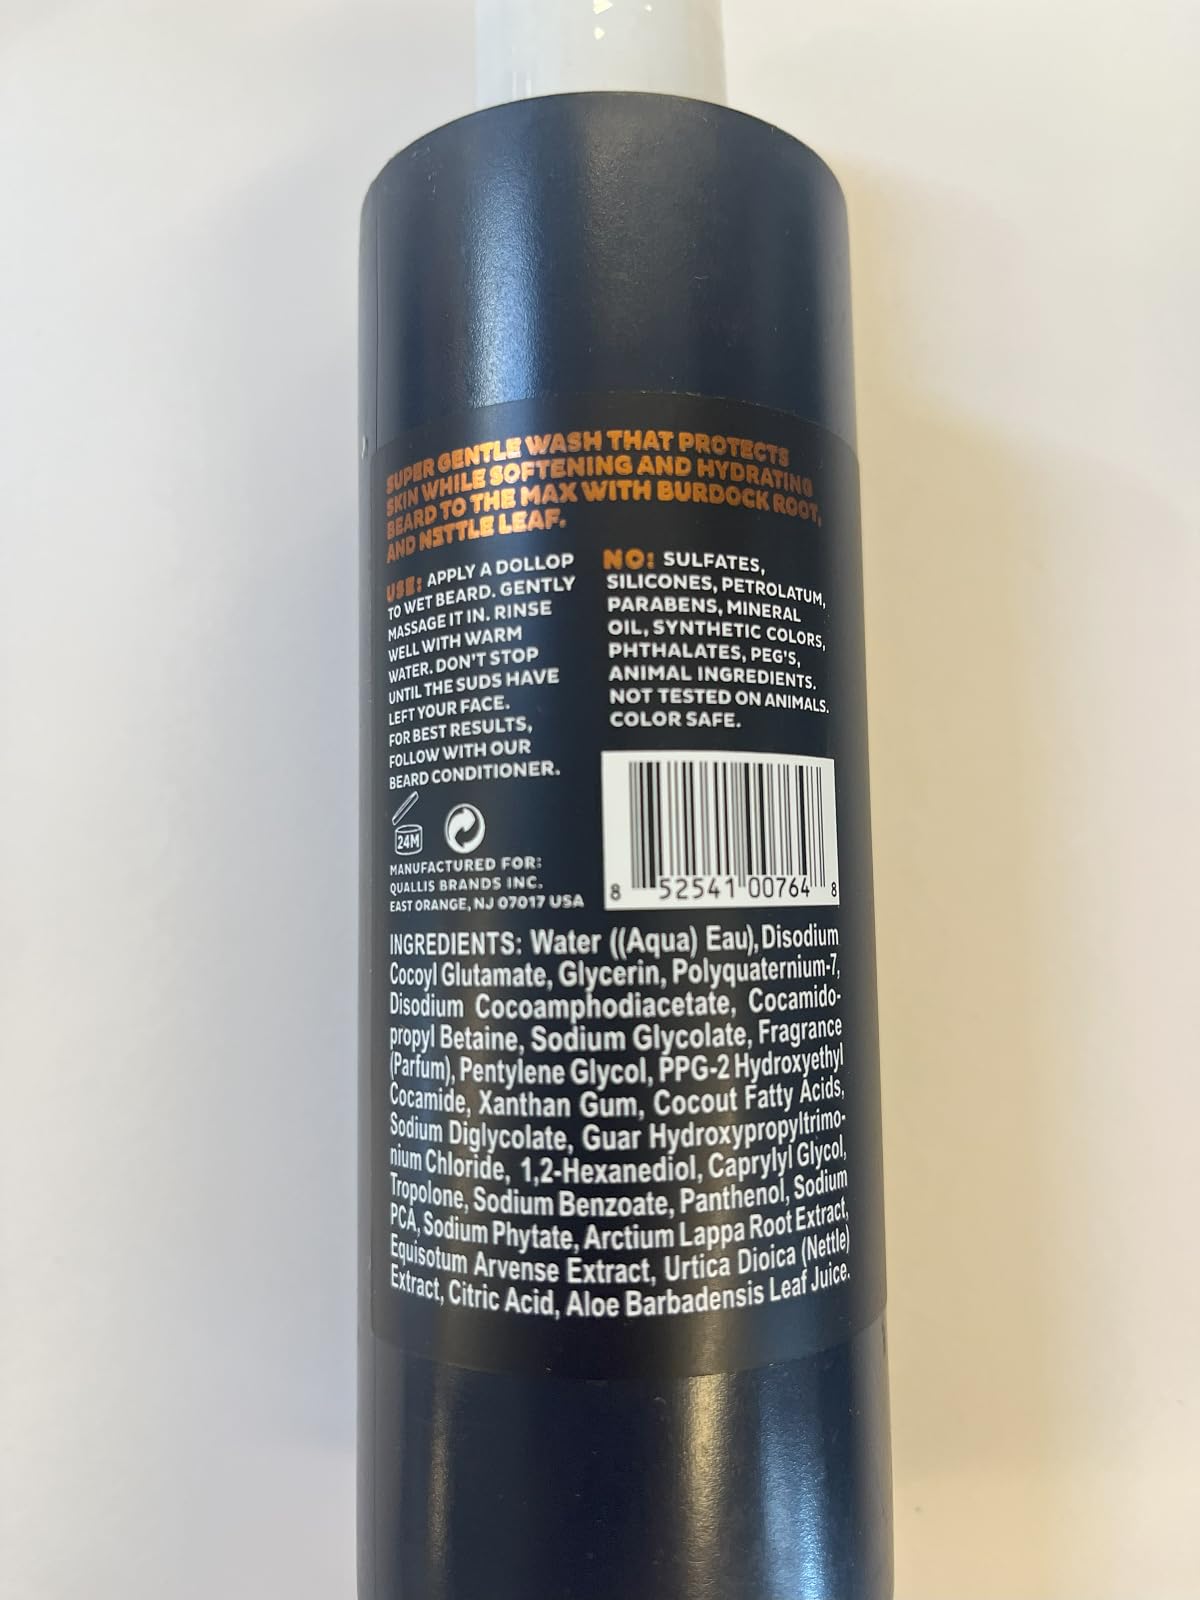 SUPER GENTLE WASH THAT PROTECTS
SKIN WHILE SOFTENING AND HYDRATING
BEARD TO THE MAX WITH BURDOCK ROOT,
AND NETTLE LEAF.
USE: APPLY A DOLLOP
TO WET BEARD. GENTLY
MASSAGE IT IN. RINSE
WELL WITH WARM
WATER. DON'T STOP
UNTIL THE SUDS HAVE
LEFT YOUR FACE.
FOR BEST RESULTS,
FOLLOW WITH OUR
BEARD CONDITIONER.
24M
MANUFACTURED FOR:
QUALLIS BRANDS INC.
EAST ORANGE, NJ 07017 USA
NO: SULFATES,
SILICONES, PETROLATUM,
PARABENS, MINERAL
OIL, SYNTHETIC COLORS,
PHTHALATES, PEG'S,
ANIMAL INGREDIENTS.
NOT TESTED ON ANIMALS.
COLOR SAFE.
8 52541 00764 8
INGREDIENTS: Water ((Aqua) Eau), Disodium
Cocoyl Glutamate, Glycerin, Polyquaternium-7,
Disodium Cocoamphodiacetate, Cocamido-
propyl Betaine, Sodium Glycolate, Fragrance
(Parfum), Pentylene Glycol, PPG-2 Hydroxyethyl
Cocamide, Xanthan Gum, Cocout Fatty Acids,
Sodium Diglycolate, Guar Hydroxypropyltrimo-
nium Chloride, 1,2-Hexanediol, Caprylyl Glycol,
Tropolone, Sodium Benzoate, Panthenol, Sodium
PCA, Sodium Phytate, Arctium Lappa Root Extract,
Equisotum Arvense Extract, Urtica Dioica (Nettle)
Extract, Citric Acid, Aloe Barbadensis Leaf Juice.